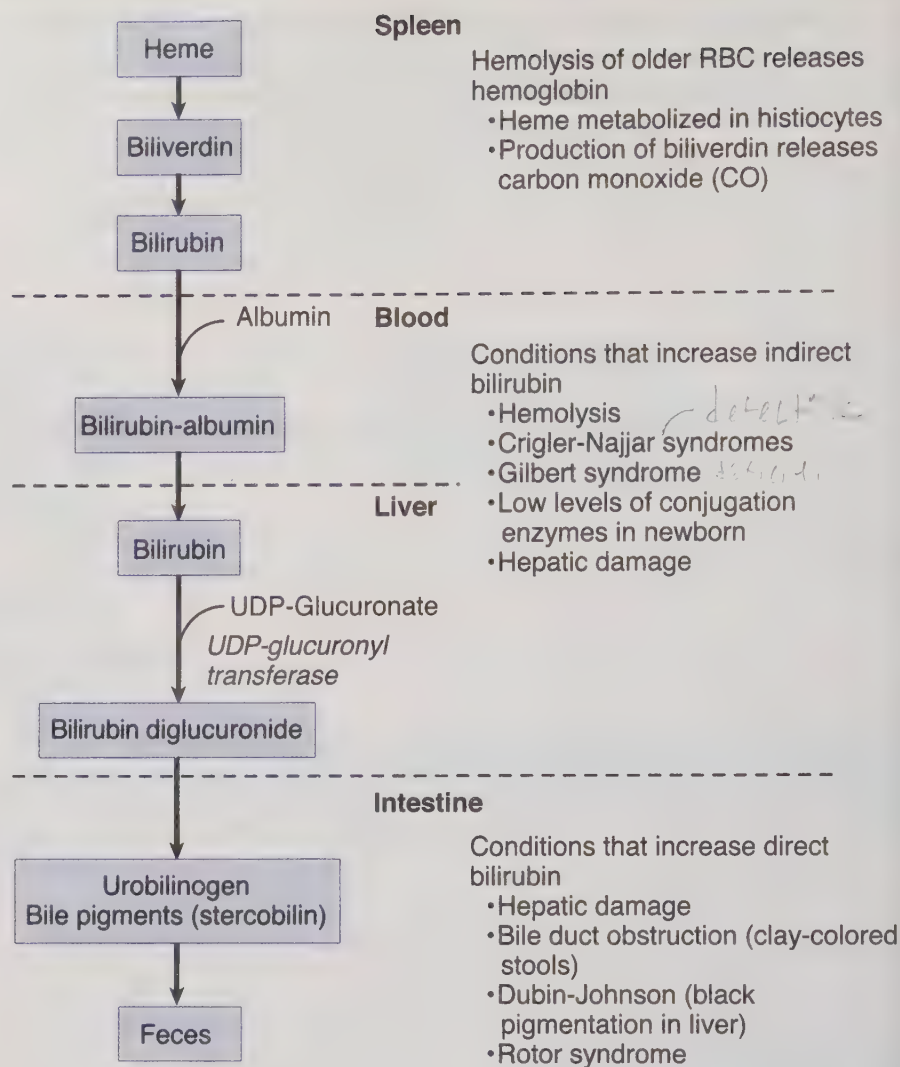 Spleen
Heme
Hemolysis of older RBC releases
hemoglobin
•Heme metabolized in histiocytes
•Production of biliverdin releases
carbon monoxide (CO)
Biliverdin
Bilirubin
Albumin
Blood
Conditions that increase indirect
bilirubin
•Hemolysis
•Crigler-Najjar syndromes
•Gilbert syndrome
•Low levels of conjugation
enzymes in newborn
•Hepatic damage
Bilirubin-albumin
Liver
Bilirubin
UDP-Glucuronate
UDP-glucuronyl
transferase
Bilirubin diglucuronide
Intestine
Conditions that increase direct
bilirubin
•Hepatic damage
•Bile duct obstruction (clay-colored
stools)
•Dubin-Johnson (black
pigmentation in liver)
•Rotor syndrome
Urobilinogen
Bile pigments (stercobilin)
Feces